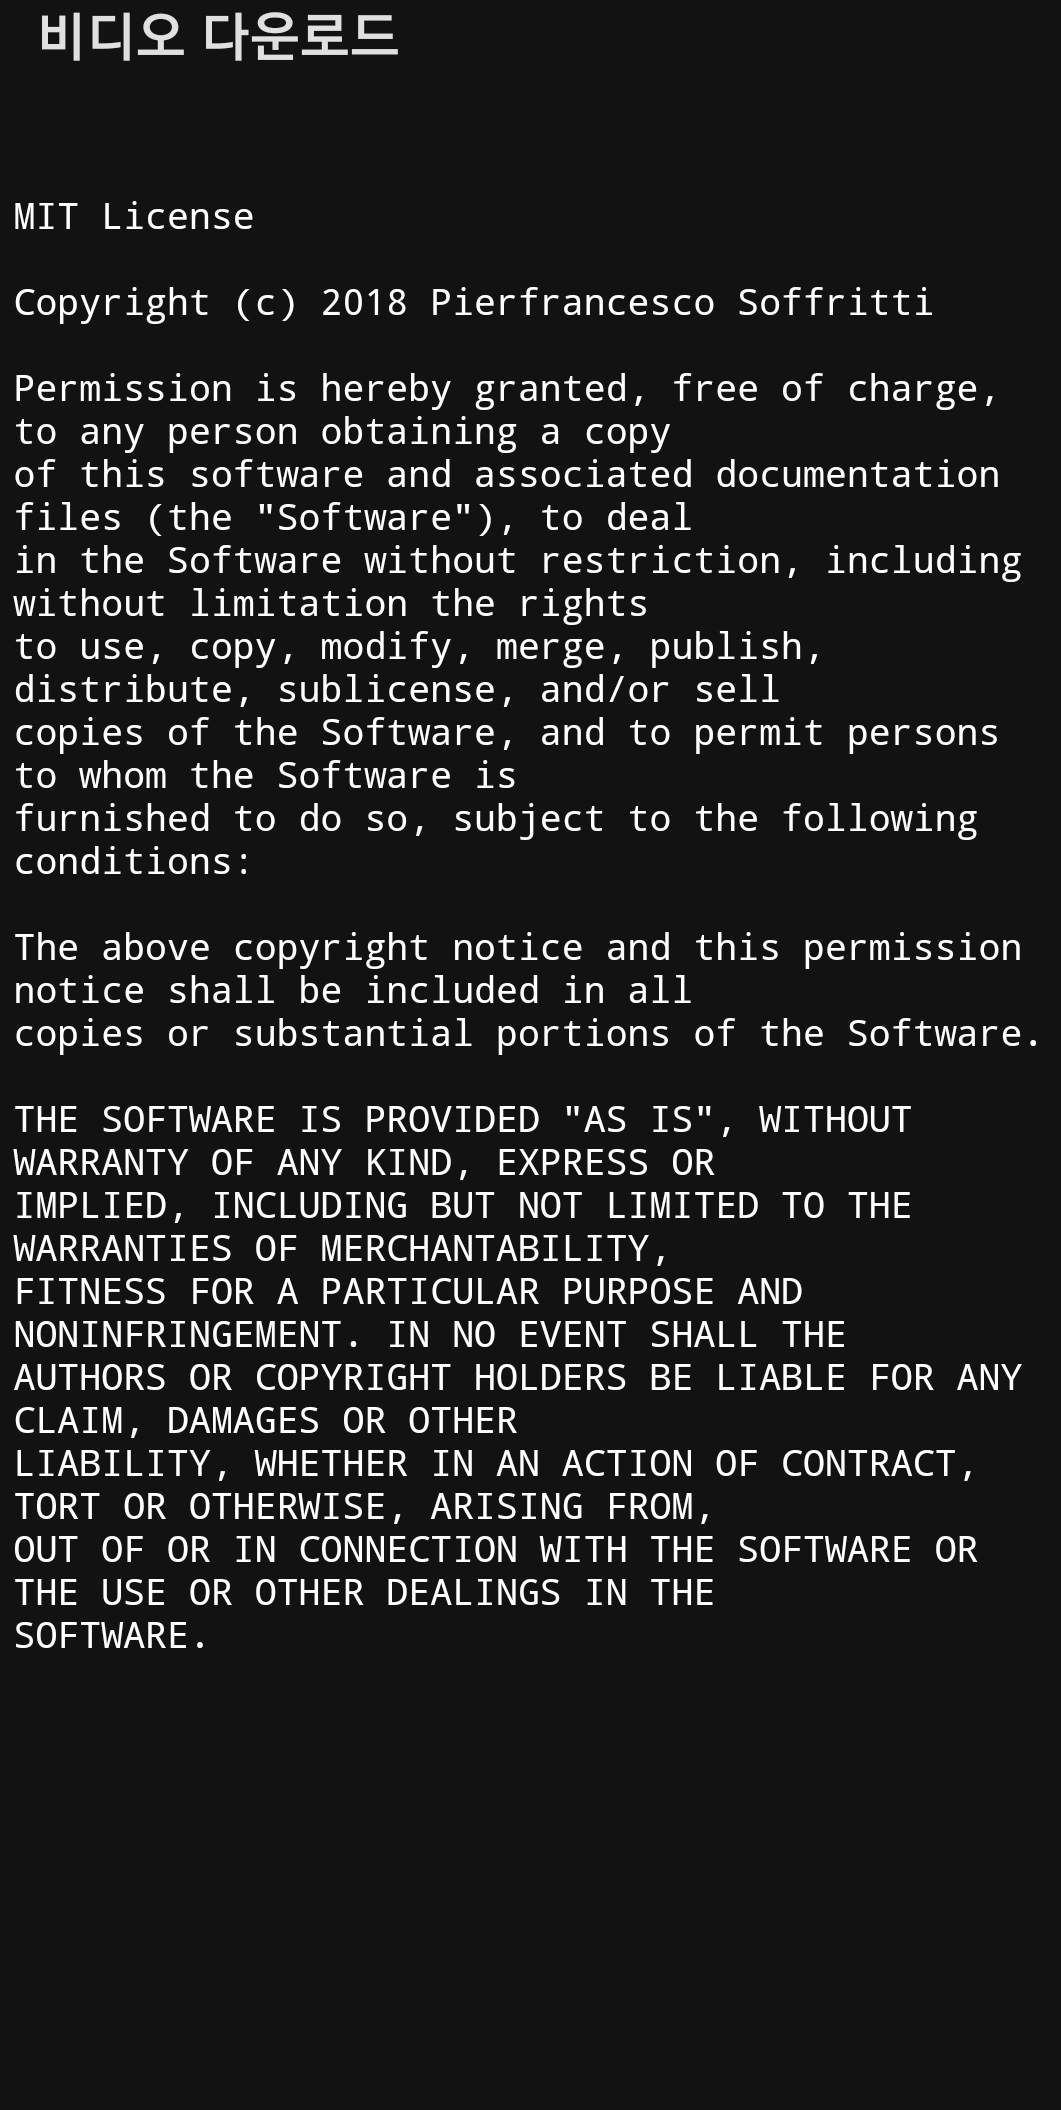 비디오 다운로드
MIT License
Copyright (c) 2018 Pierfrancesco Soffritti
Permission is hereby granted, free of charge,
to any person obtaining a copy
of this software and associated documentation
files (the "Software"), to deal
in the Software without restriction, including
without limitation the rights
to use, copy, modify, merge, publish,
distribute, sublicense, and/or sell
copies of the Software, and to permit persons
to whom the Software is
furnished to do so, subject to the following
conditions:
The above copyright notice and this permission
notice shall be included in all
copies or substantial portions of the Software.
THE SOFTWARE IS PROVIDED "AS IS", WITHOUT
WARRANTY OF ANY KIND, EXPRESS OR
IMPLIED, INCLUDING BUT NOT LIMITED TO THE
WARRANTIES OF MERCHANTABILITY,
FITNESS FOR A PARTICULAR PURPOSE AND
NONINFRINGEMENT. IN NO EVENT SHALL THE
AUTHORS OR COPYRIGHT HOLDERS BE LIABLE FOR ANY
CLAIM, DAMAGES OR OTHER
LIABILITY, WHETHER IN AN ACTION OF CONTRACT,
TORT OR OTHERWISE, ARISING FROM,
OUT OF OR IN CONNECTION WITH THE SOFTWARE OR
THE USE OR OTHER DEALINGS IN THE
SOFTWARE.